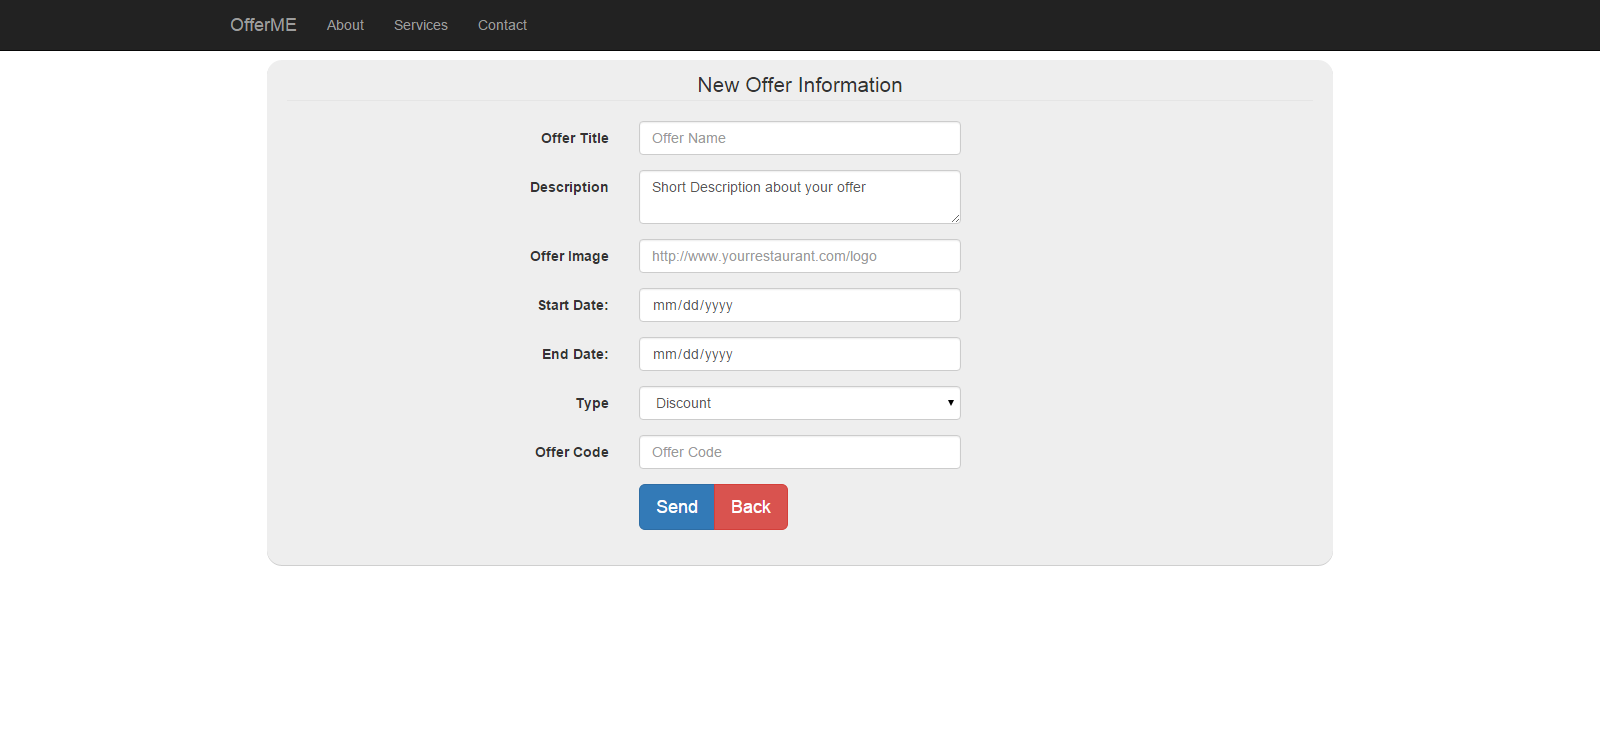 OfferME About Services Contact
New Offer Information
Offer Title Offer Name
Description Short Description about your offer
Offer Image http://www.yourrestaurant.com/logo
Start Date: mm/dd/yyyy
End Date: mm/dd/yyyy
Type Discount
Offer Code Offer Code
Send Back